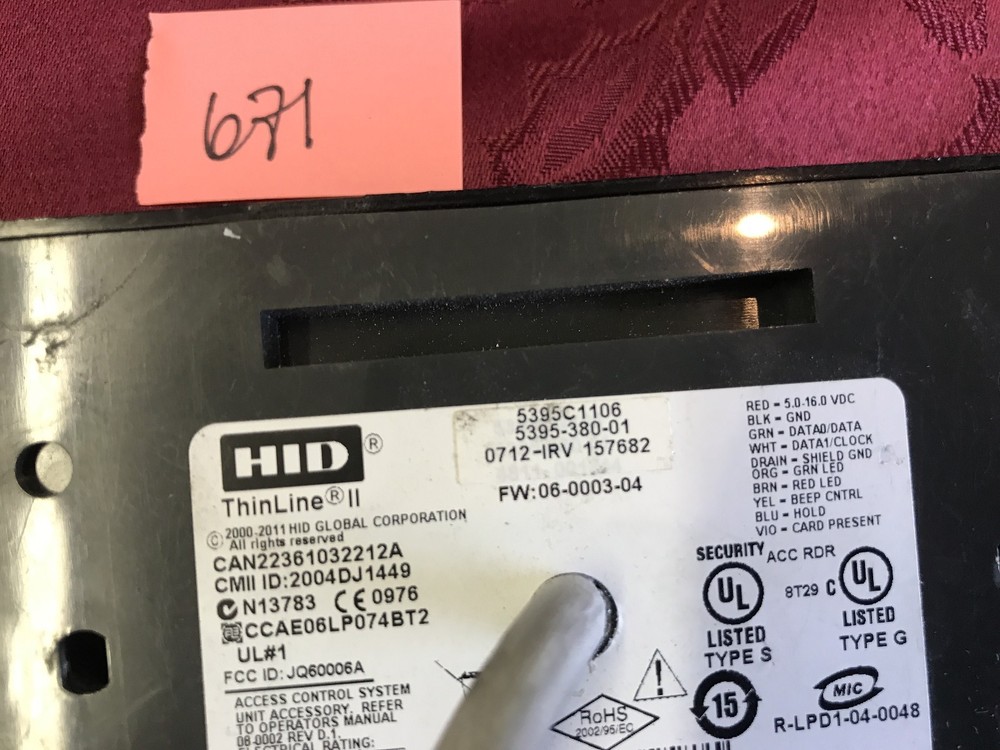 671
5395C1106
5395-380-01
0712-IRV 157682
FW:06-0003-04
HID®
ThinLine® II
© 2000-2011 HID GLOBAL CORPORATION
All rights reserved
CAN22361032212A
CMII ID:2004DJ1449
N13783 CE 0976
CCAE06LP074BT2
UL#1
FCC ID: JQ60006A
ACCESS CONTROL SYSTEM
UNIT ACCESSORY. REFER
TO OPERATORS MANUAL
08-0002 REV D.1.
ELECTRICAL RATING:
RED - 5.0-16.0 VDC
BLK - GND
GRN - DATA0/DATA
WHT - DATA1/CLOCK
DRAIN - SHIELD GND
ORG - GRN LED
BRN - RED LED
YEL - BEEP CNTRL
BLU - HOLD
VIO - CARD PRESENT
SECURITY ACC RDR
UL
8T29 C UL
LISTED
TYPE S
LISTED
TYPE G
RoHS
2002/95/EC
15
MIC
R-LPD1-04-0048